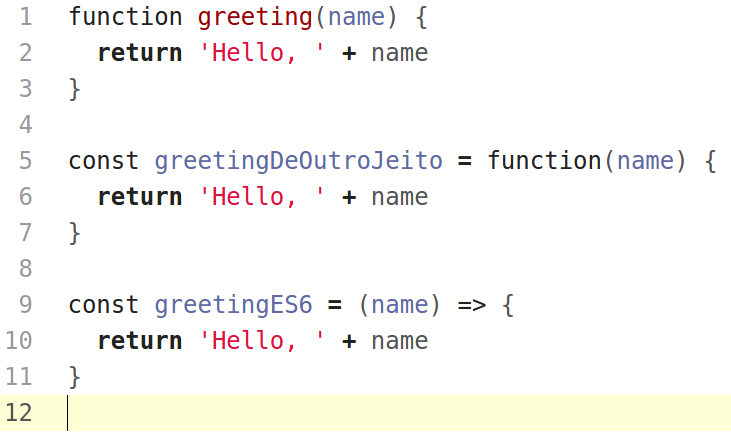 1 function greeting(name) {
2   return 'Hello, ' + name
3 }
4
5 const greetingDeOutroJeito = function(name) {
6   return 'Hello, ' + name
7 }
8
9 const greetingES6 = (name) => {
10   return 'Hello, ' + name
11 }
12